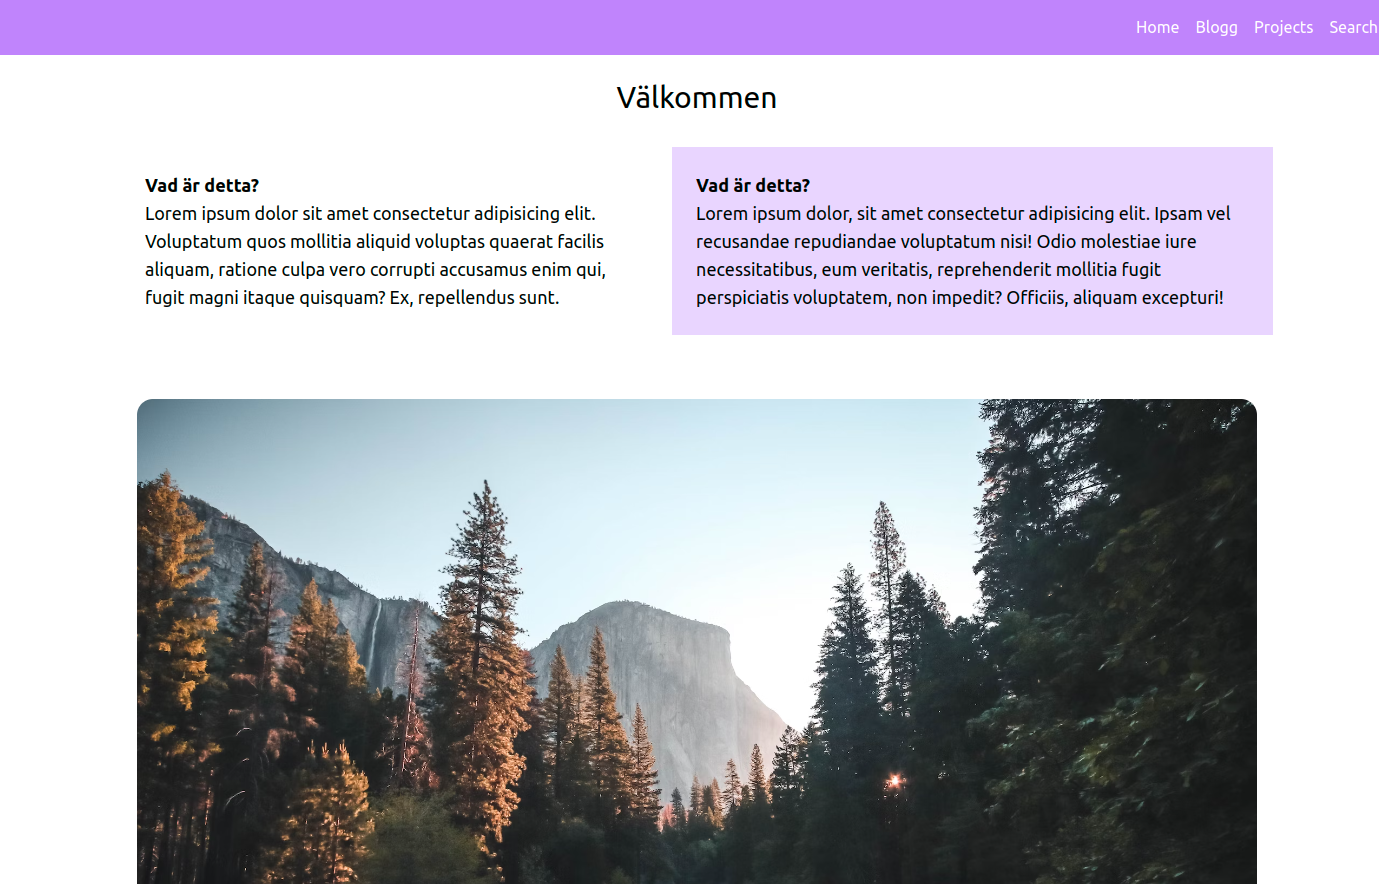 Home Blogg Projects Search
Välkommen
Vad är detta?
Lorem ipsum dolor sit amet consectetur adipisicing elit.
Voluptatum quos mollitia aliquid voluptas quaerat facilis
aliquam, ratione culpa vero corrupti accusamus enim qui,
fugit magni itaque quisquam? Ex, repellendus sunt.
Vad är detta?
Lorem ipsum dolor, sit amet consectetur adipisicing elit. Ipsam vel
recusandae repudiandae voluptatum nisi! Odio molestiae iure
necessitatibus, eum veritatis, reprehenderit mollitia fugit
perspiciatis voluptatem, non impedit? Officiis, aliquam excepturi!